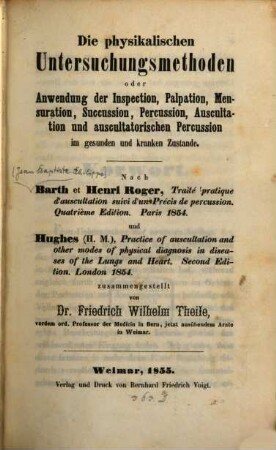 Die physikalischen
Untersuchungsmethoden
oder
Anwendung der Inspection, Palpation, Men-
suration, Succussion, Percussion, Ausculta-
tion und auscultatorischen Percussion
im gesunden und kranken Zustande.
Nach
(Jean Baptiste Philippe)
Barth et Henri Roger, Traité pratique
d'auscultation suivi d'un Précis de percussion.
Quatrième Edition. Paris 1854.
und
Hughes (H. M.), Practice of auscultation and
other modes of physical diagnosis in disea-
ses of the Lungs and Heart. Second Edi-
tion. London 1854.
zusammengestellt
von
Dr. Friedrich Wilhelm Theile,
vordem ord. Professor der Medicin in Bern, jetzt ausübendem Arzte
in Weimar.
Weimar, 1855.
Verlag und Druck von Bernhard Friedrich Voigt.